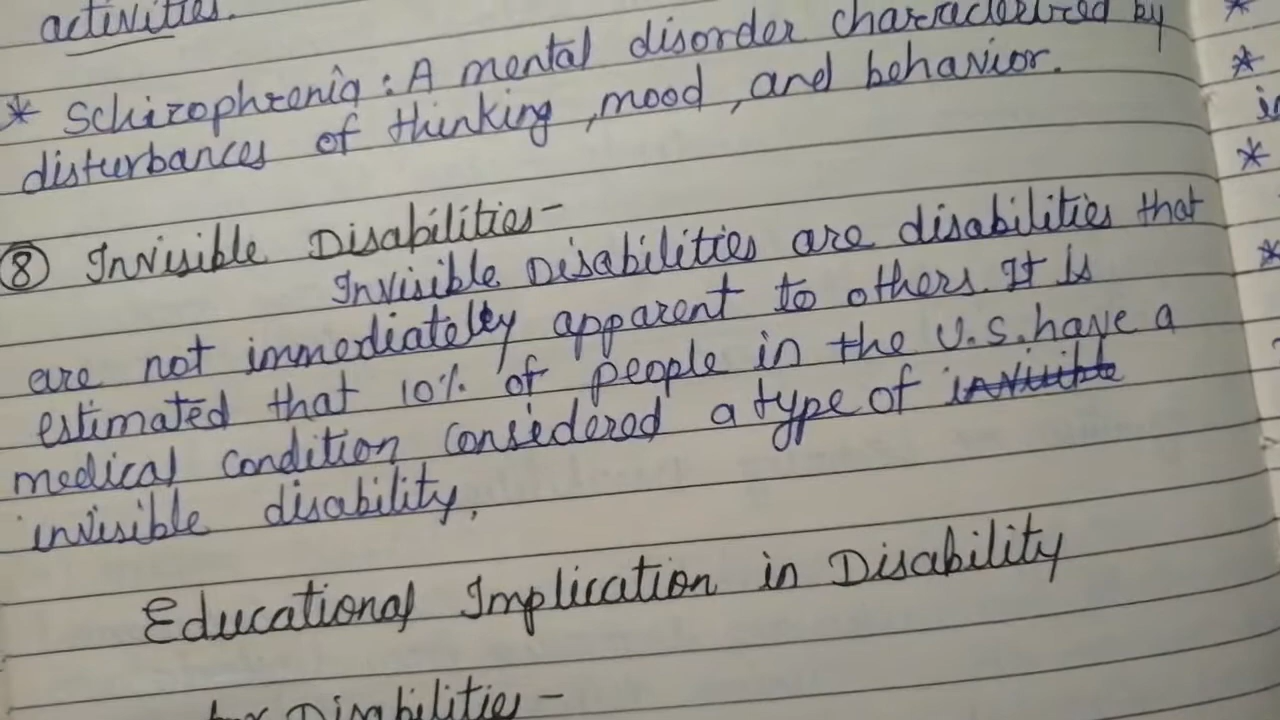 activities.
* Schizophrenia : A mental disorder characterized by
disturbances of thinking , mood , and behavior.
⑧ Invisible Disabilities-
Invisible Disabilities are disabilities that
are not immediately apparent to others. It is
estimated that 10% of people in the U.S. have a
medical condition considered a type of
invisible disability.
Educational Implication in Disability
Disabilities -